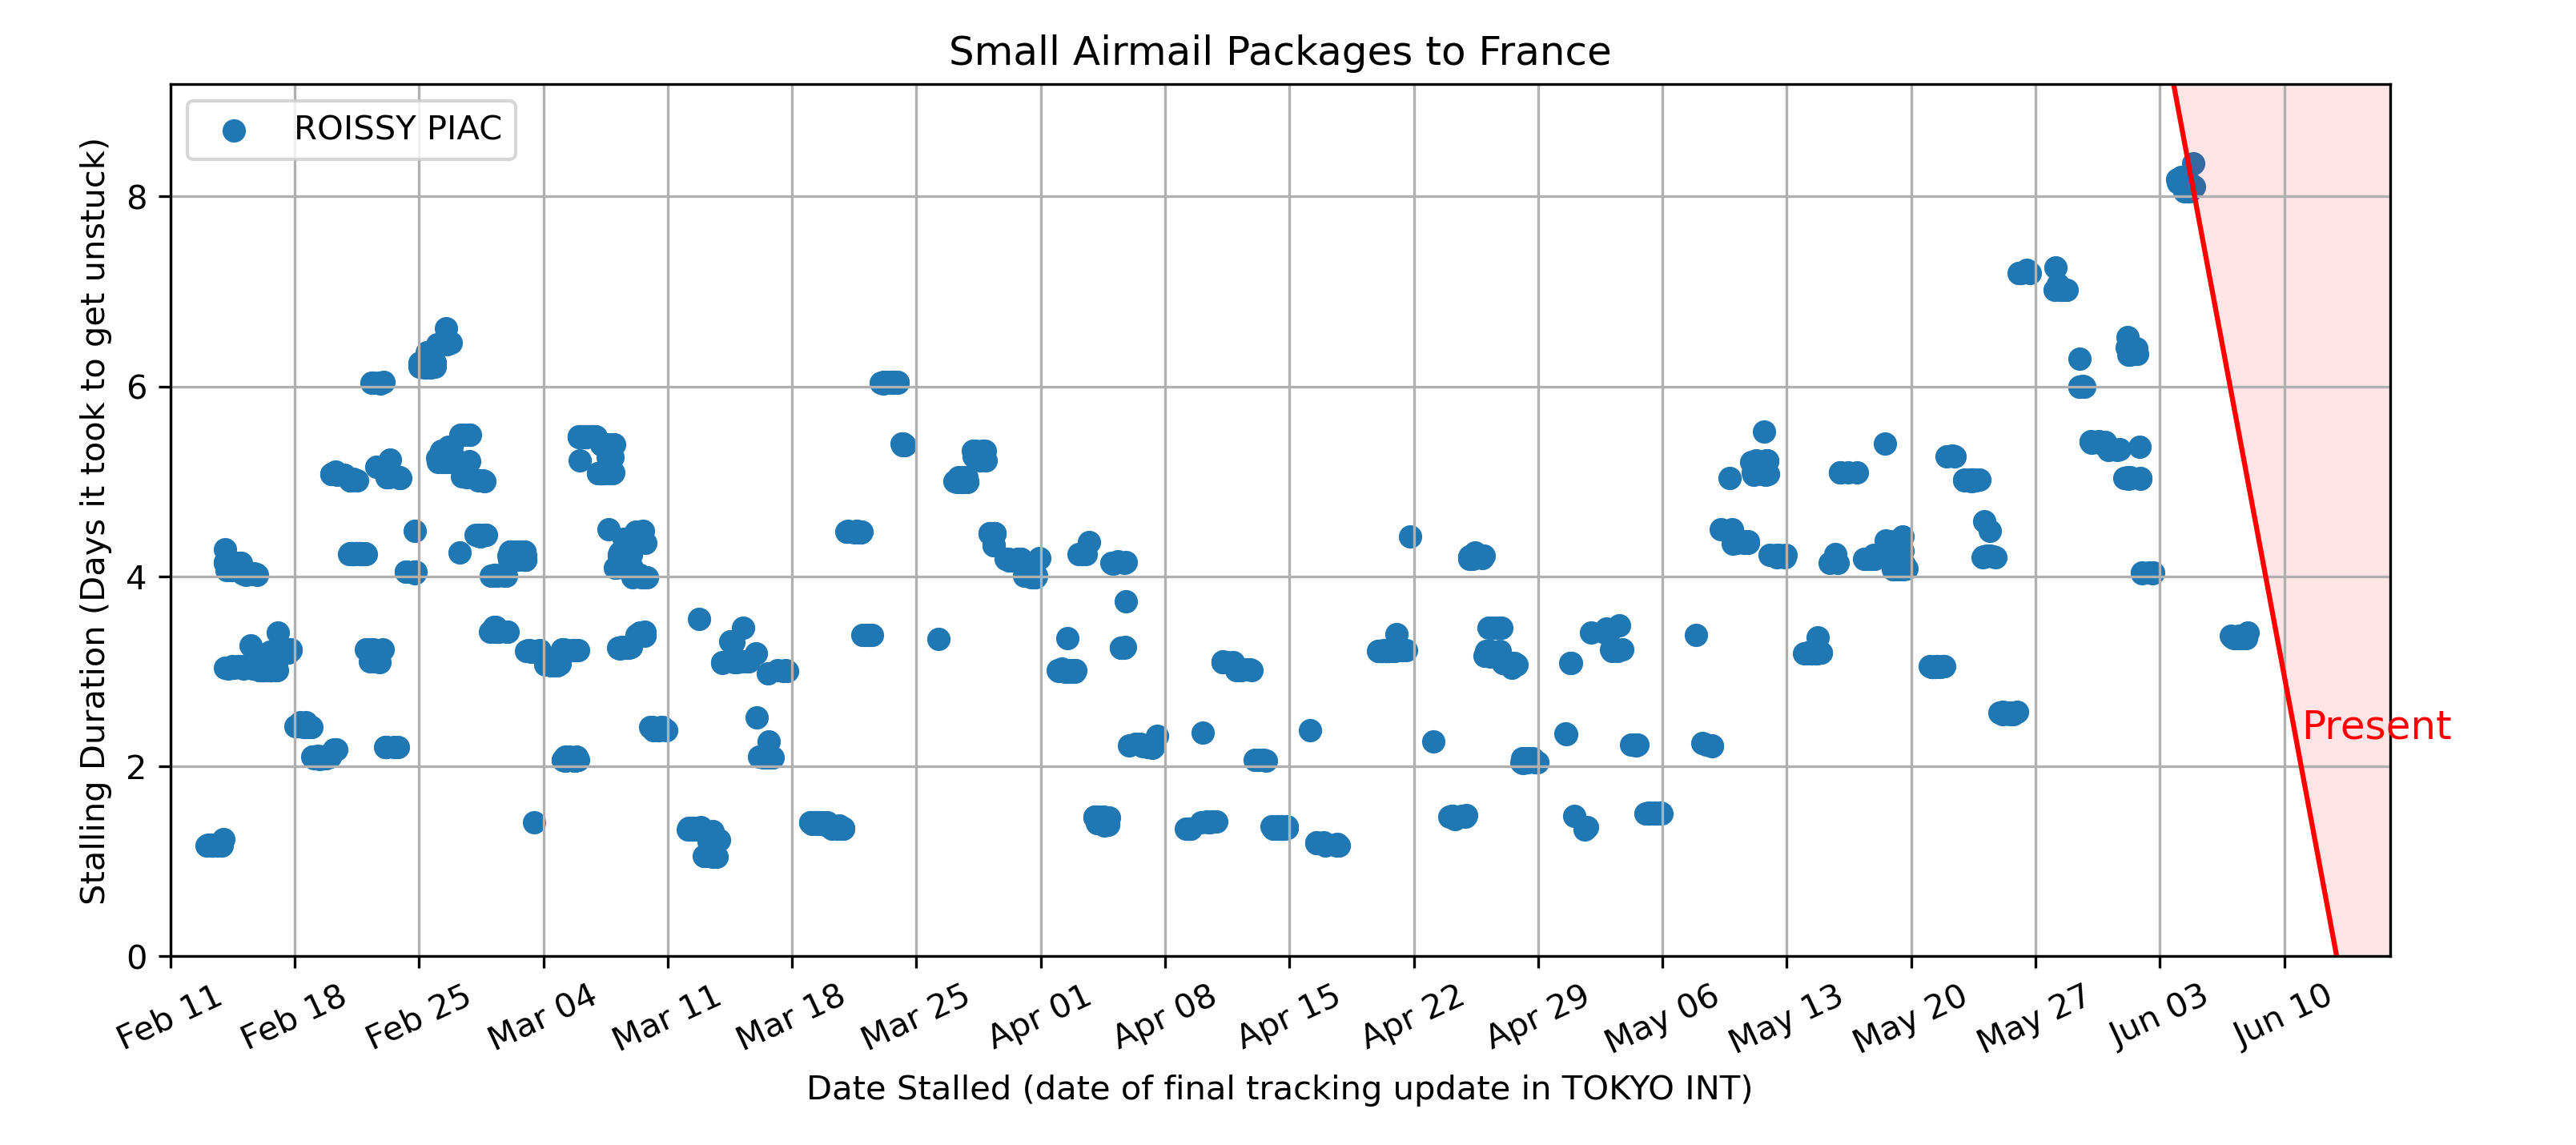 Small Airmail Packages to France
ROISSY PIAC
Stalling Duration (Days it took to get unstuck)
8
6
4
2
0
Present
Feb 11
Feb 18
Feb 25
Mar 04
Mar 11
Mar 18
Mar 25
Apr 01
Apr 08
Apr 15
Apr 22
Apr 29
May 06
May 13
May 20
May 27
Jun 03
Jun 10
Date Stalled (date of final tracking update in TOKYO INT)